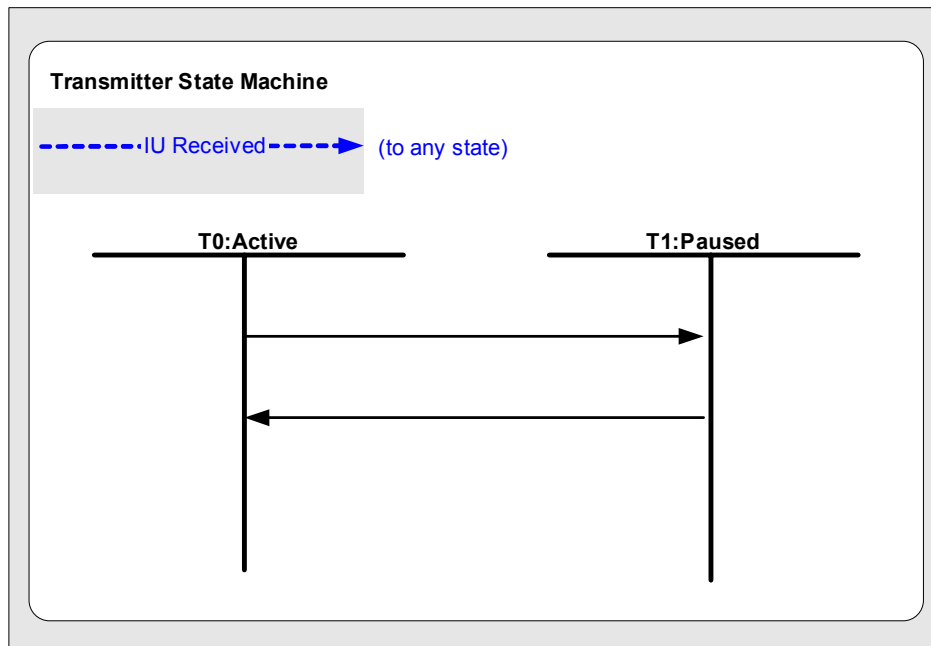 Transmitter State Machine
IU Received (to any state)
T0:Active T1:Paused